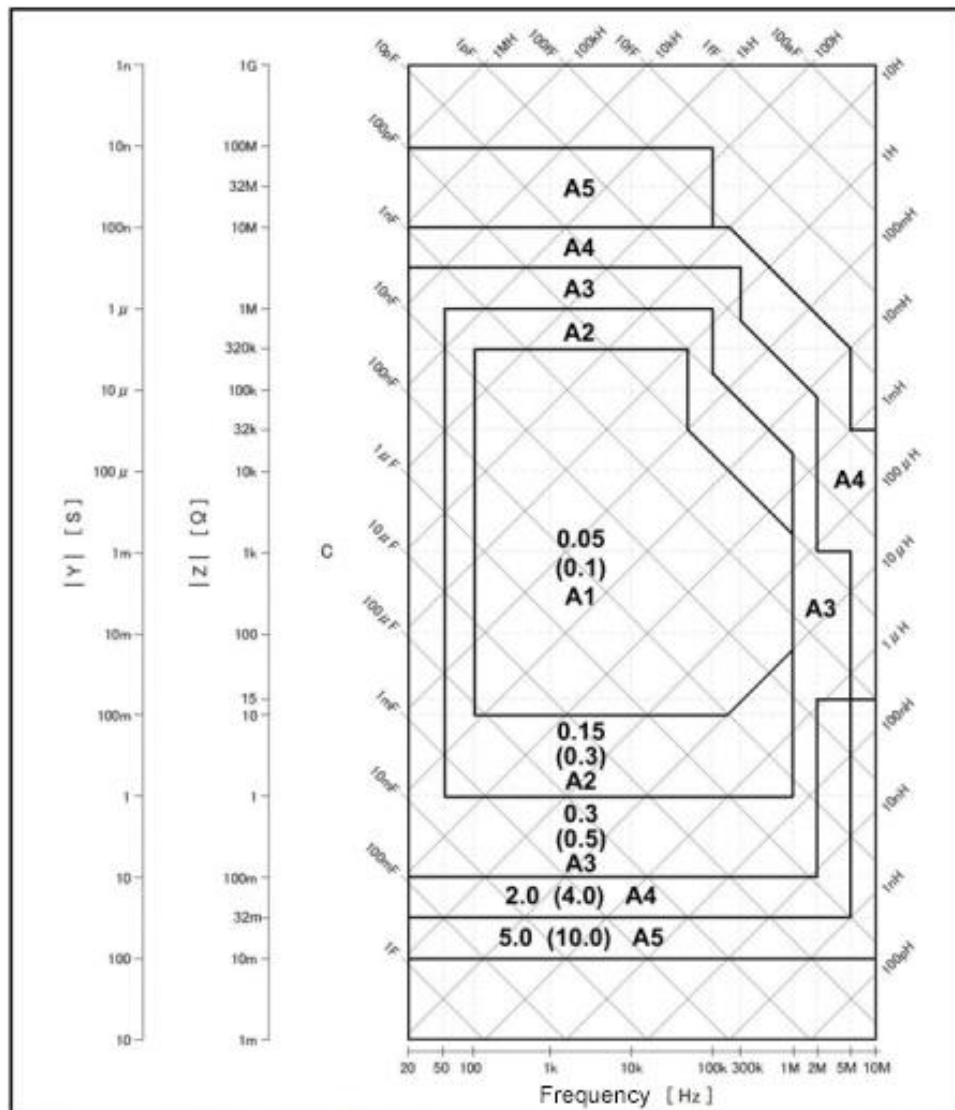 10pF 1pF 1MH 100fF 100kH 10fF 10kH 1fF 1kH 100aF 100H 10H
1n 1G
100pF
10n 100M 1H
32M A5
1nF
100n 10M 100mH
A4
10nF A3
1μ 1M 10mH
A2
320k
100nF
10μ 100k 1mH
32k
1μF
100μ 10k A4 100μH
|Y| [S] |Z| [Ω]
10μF 0.05
1m 1k C (0.1) 10μH
A1
100μF A3
10m 100 1μH
15
1mF
100m 10 100nH
0.15
(0.3)
10mF A2
1 1 10nH
0.3
(0.5)
100mF A3
10 100m 1nH
2.0 (4.0) A4
32m
5.0 (10.0) A5
1F
100 10m 100pH
10 1m
20 50 100 1k 10k 100k 300k 1M 2M 5M 10M
Frequency [Hz]